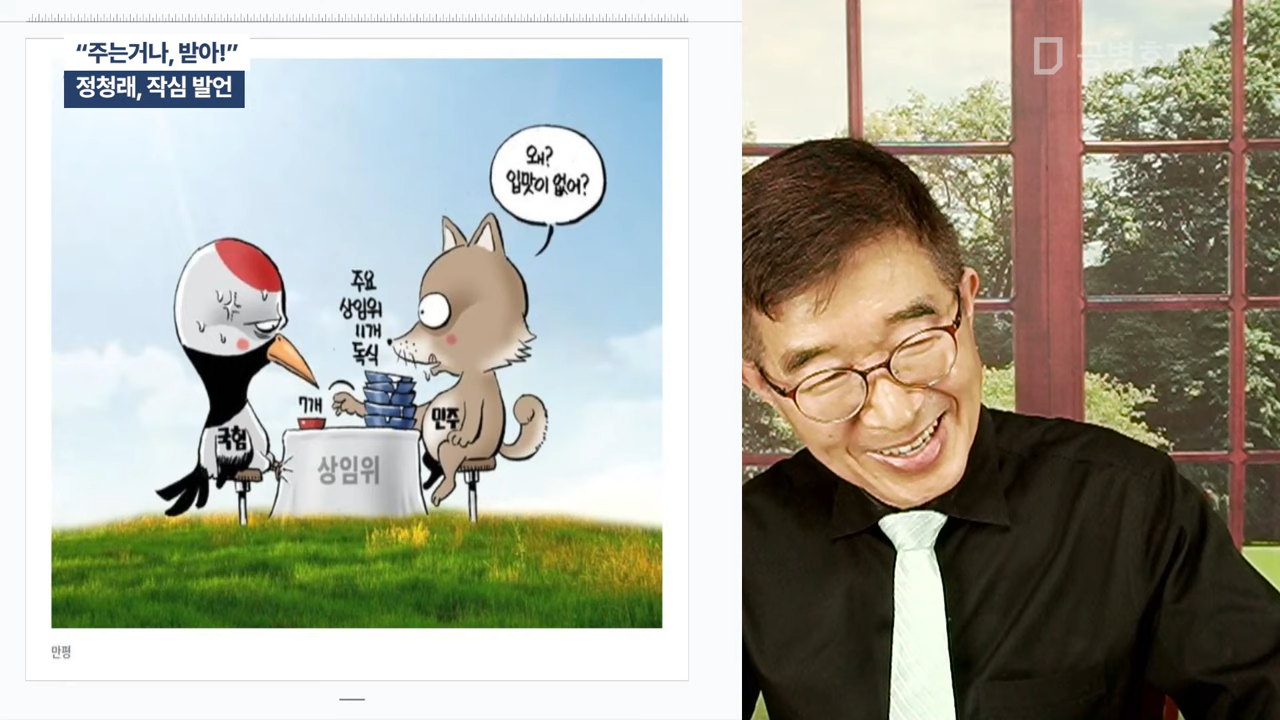 “주는거나, 받아!”
정청래, 작심 발언
왜?
입맛이 없어?
주요
상임위
11개
독식
7개
국힘
민주
상임위
만평